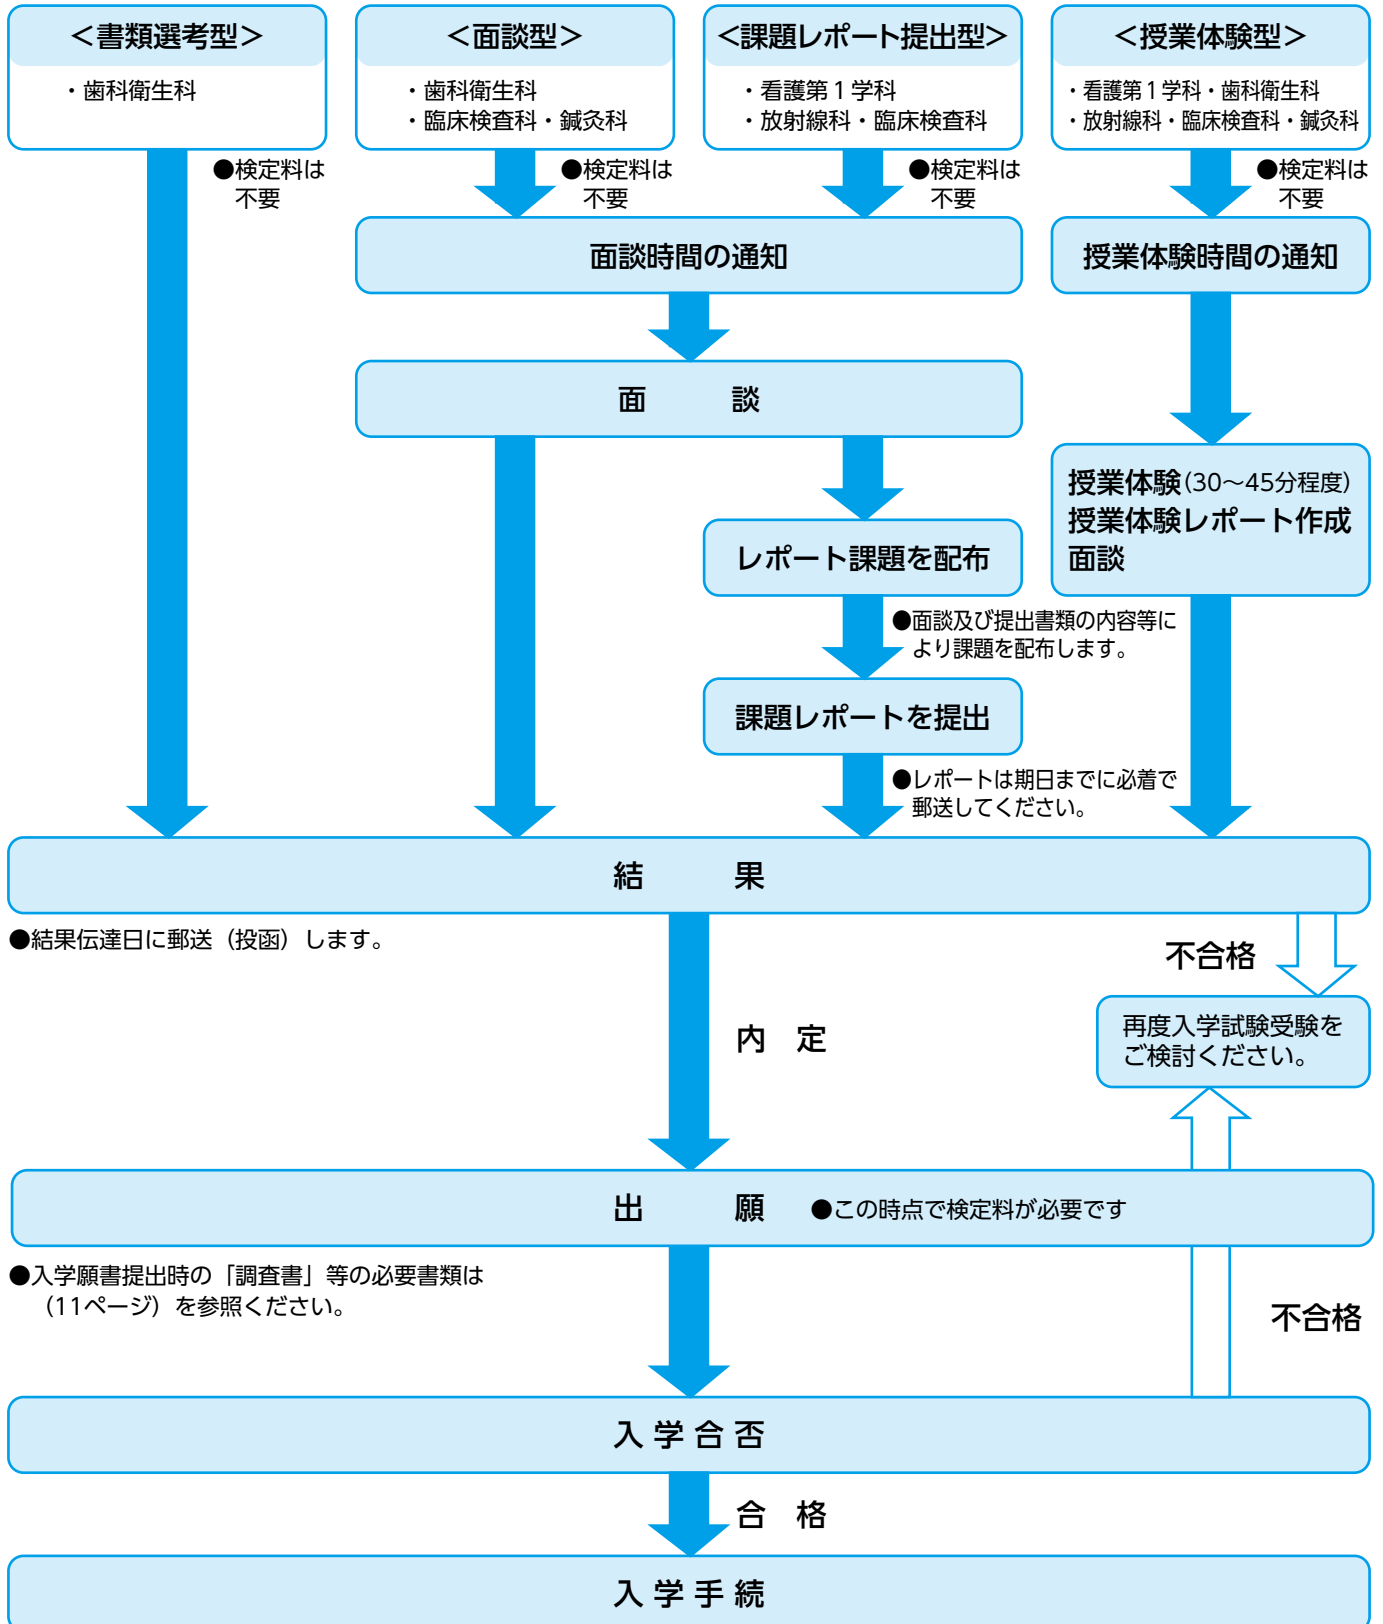 ＜書類選考型＞
・歯科衛生科
●検定料は
不要
＜面談型＞
・歯科衛生科
・臨床検査科・鍼灸科
●検定料は
不要
＜課題レポート提出型＞
・看護第１学科
・放射線科・臨床検査科
●検定料は
不要
＜授業体験型＞
・看護第１学科・歯科衛生科
・放射線科・臨床検査科・鍼灸科
●検定料は
不要
面談時間の通知
授業体験時間の通知
面　談
授業体験（30～45分程度）
授業体験レポート作成
面談
レポート課題を配布
●面談及び提出書類の内容等に
より課題を配布します。
課題レポートを提出
●レポートは期日までに必着で
郵送してください。
結　果
●結果伝達日に郵送（投函）します。
不合格
再度入学試験受験を
ご検討ください。
内　定
出　願　●この時点で検定料が必要です
●入学願書提出時の「調査書」等の必要書類は
（11ページ）を参照ください。
不合格
入学合否
合　格
入学手続